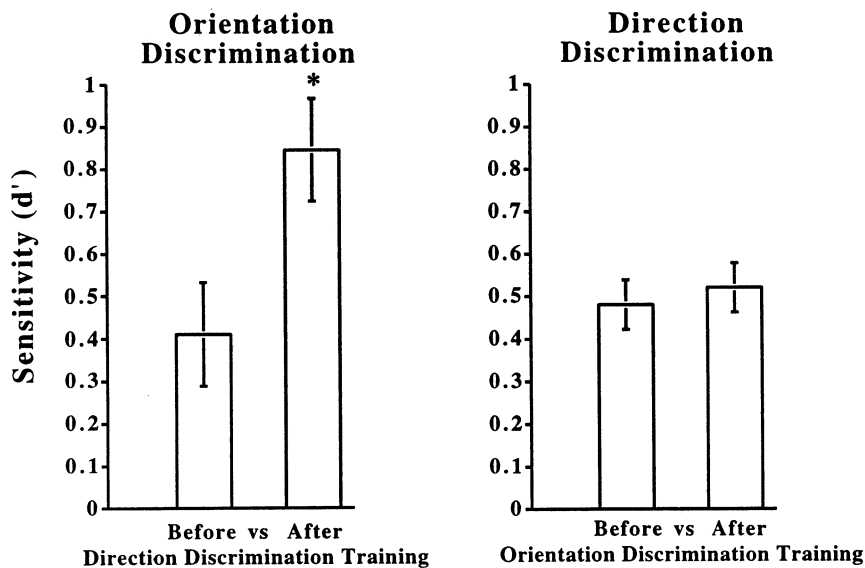 Orientation
Discrimination
Sensitivity (d')
1
0.9
0.8
0.7
0.6
0.5
0.4
0.3
0.2
0.1
0
*
Before vs After
Direction Discrimination Training
Direction
Discrimination
1
0.9
0.8
0.7
0.6
0.5
0.4
0.3
0.2
0.1
0
Before vs After
Orientation Discrimination Training